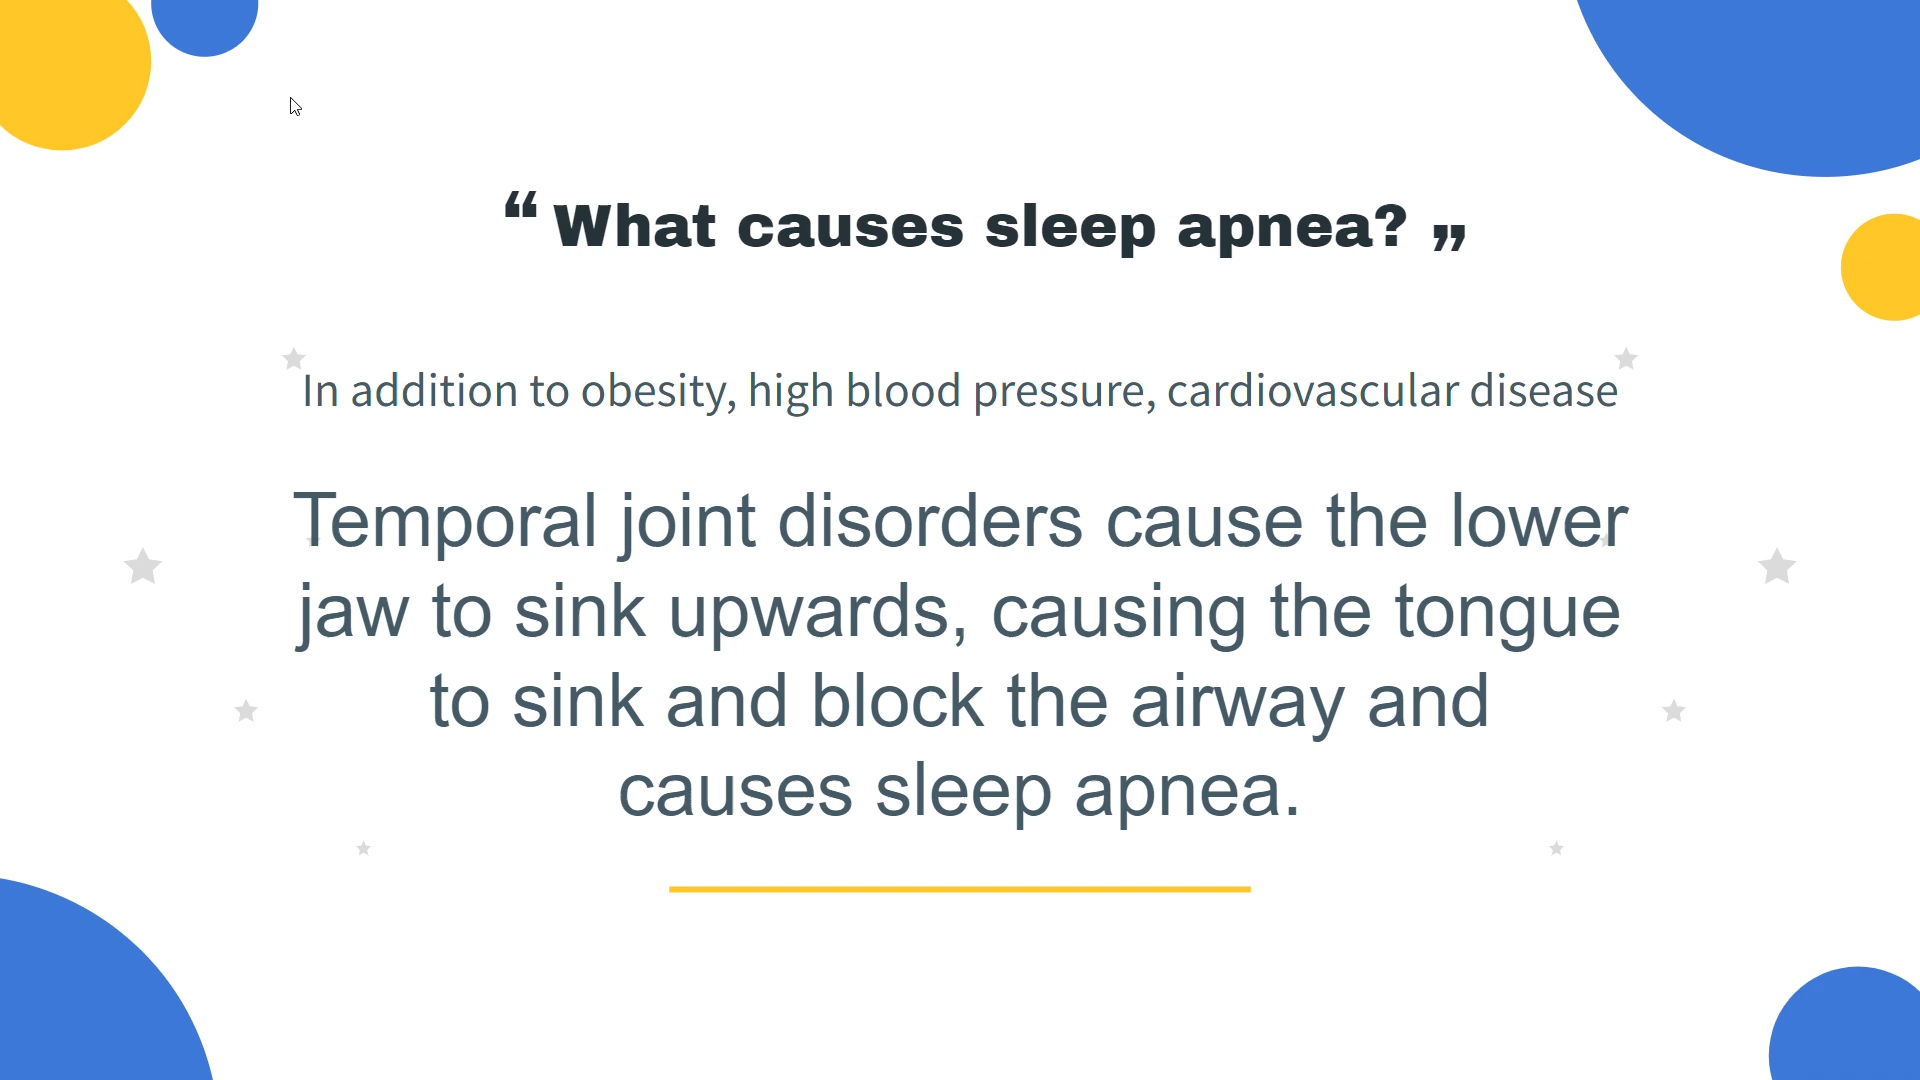 “ What causes sleep apnea? „
In addition to obesity, high blood pressure, cardiovascular disease
Temporal joint disorders cause the lower
jaw to sink upwards, causing the tongue
to sink and block the airway and
causes sleep apnea.